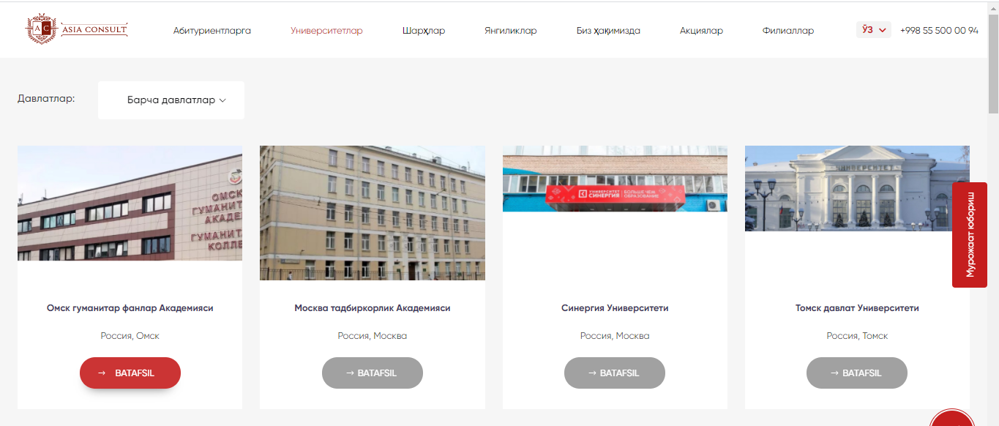 A C ASIA CONSULT
Абитуриентларга Университетлар Шарҳлар Янгиликлар Биз ҳақимизда Акциялар Филиаллар ЎЗ +998 55 500 00 94
Давлатлар: Барча давлатлар
ОМСК
ГУМАНИТ
АКАДЕ
ГУМАНИТ
КОЛЛЕ
УНИВЕРСИТЕТ
СИНЕРГИЯ
БОЛЬШЕ ЧЕМ
ОБРАЗОВАНИЕ
УНИВЕРСИТЕТ
Мурожаат юбориш
Омск гуманитар фанлар Академияси
Россия, Омск
→ BATAFSIL
Москва тадбиркорлик Академияси
Россия, Москва
→ BATAFSIL
Синергия Университети
Россия, Москва
→ BATAFSIL
Томск давлат Университети
Россия, Томск
→ BATAFSIL